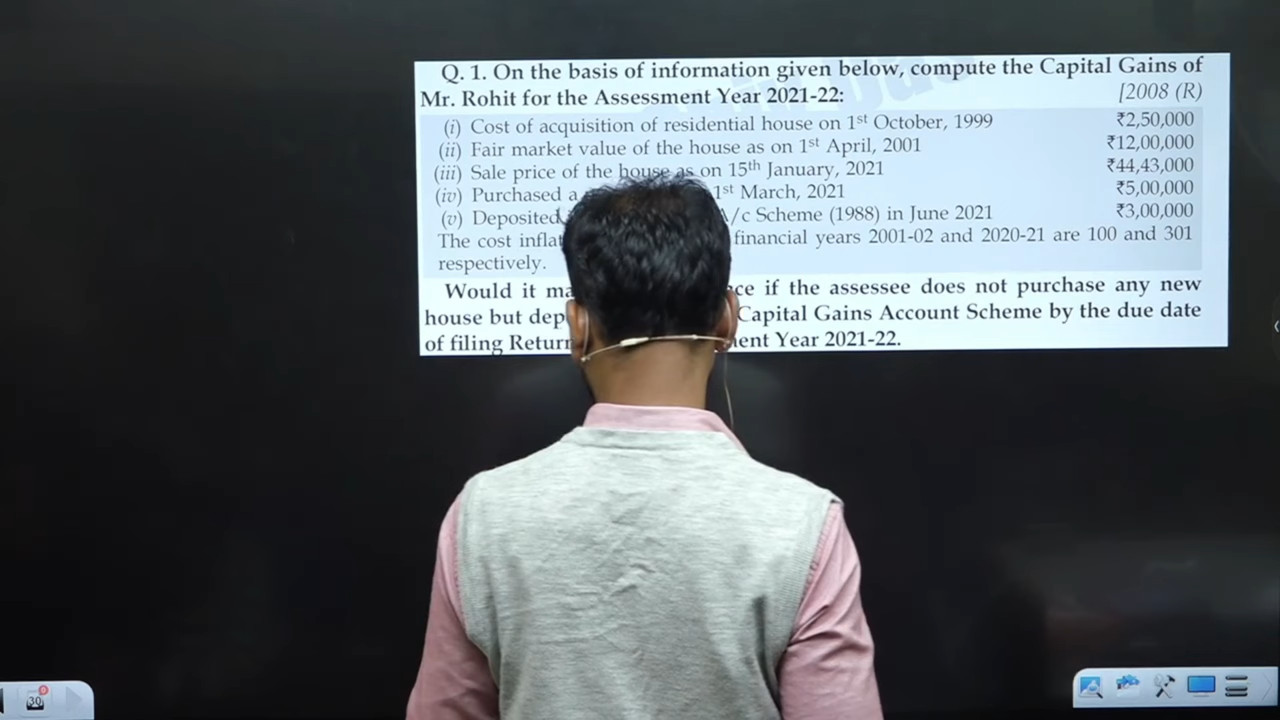 Q. 1. On the basis of information given below, compute the Capital Gains of
Mr. Rohit for the Assessment Year 2021-22: [2008 (R)
(i) Cost of acquisition of residential house on 1st October, 1999 ₹2,50,000
(ii) Fair market value of the house as on 1st April, 2001 ₹12,00,000
(iii) Sale price of the house as on 15th January, 2021 ₹44,43,000
(iv) Purchased a 1st March, 2021 ₹5,00,000
(v) Deposited A/c Scheme (1988) in June 2021 ₹3,00,000
The cost financial years 2001-02 and 2020-21 are 100 and 301
respectively.
Would it if the assessee does not purchase any new
house but Capital Gains Account Scheme by the due date
of filing Year 2021-22.
30